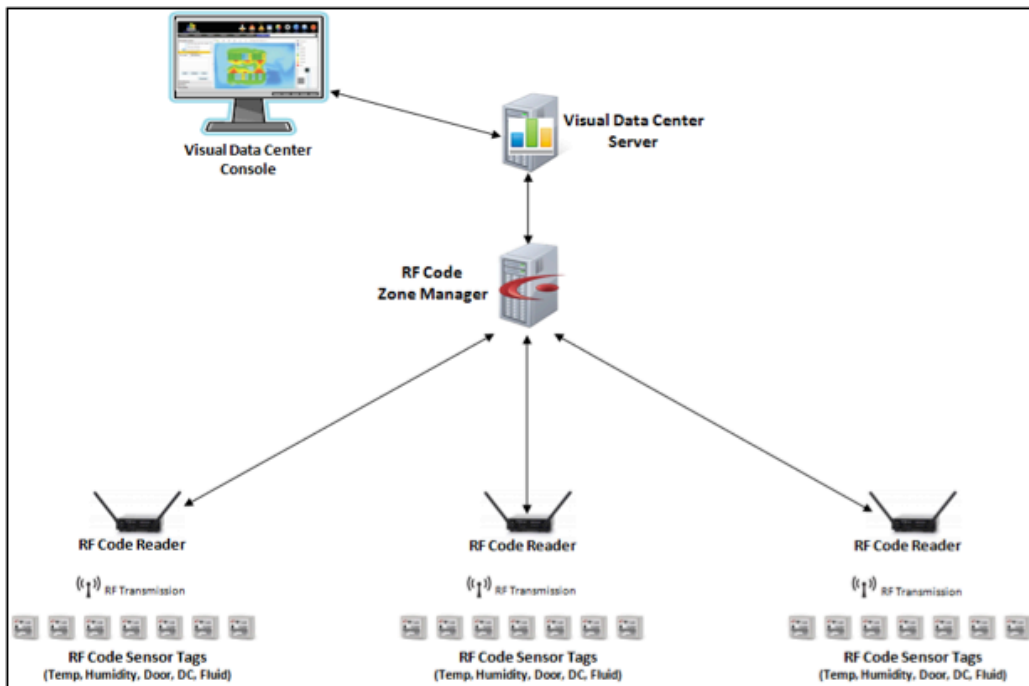 Visual Data Center
Console
Visual Data Center
Server
RF Code
Zone Manager
RF Code Reader
RF Code Reader
RF Code Reader
RF Transmission
RF Transmission
RF Transmission
RF Code Sensor Tags
(Temp, Humidity, Door, DC, Fluid)
RF Code Sensor Tags
(Temp, Humidity, Door, DC, Fluid)
RF Code Sensor Tags
(Temp, Humidity, Door, DC, Fluid)